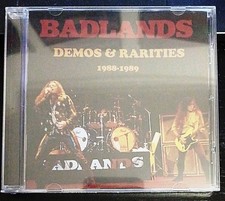 BADLANDS
DEMOS & RARITIES
1988-1989
ADLANDS